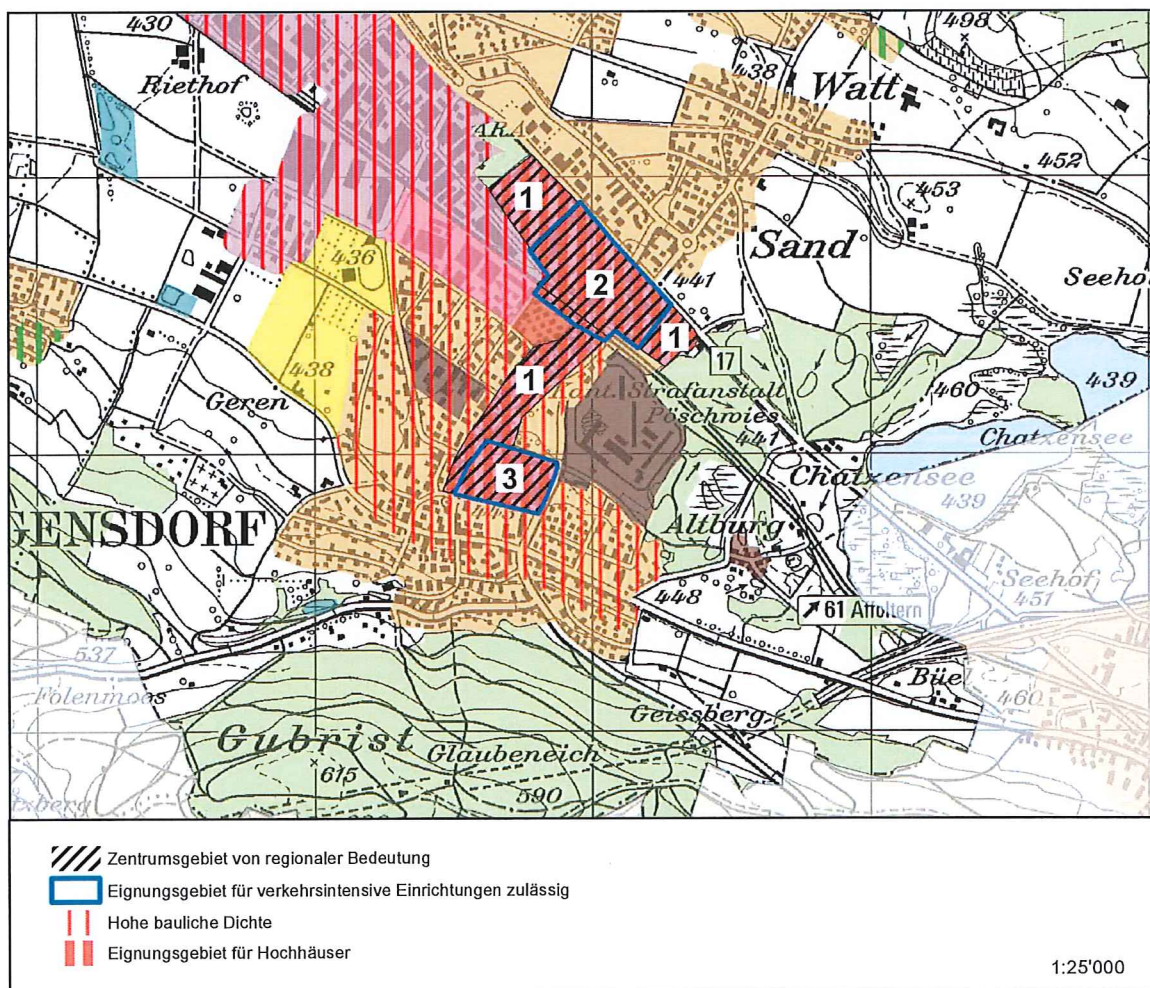 430
498
Riethof
438
Watt
ARA
452
1
453
436
Sand
2
441
Seehof
1
17
438
1
Kant. Strafanstalt
Pöschwies
460
439
Geren
441
Chatzensee
Chatzensee
3
439
GENSDORF
Altburg
Seehof
448
451
61 Affoltern
537
Büel
Folenmoos
460
Geissberg
Gubrist
Glaubeneich
615
590
Zentrumsgebiet von regionaler Bedeutung
Eignungsgebiet für verkehrsintensive Einrichtungen zulässig
Hohe bauliche Dichte
Eignungsgebiet für Hochhäuser
1:25'000